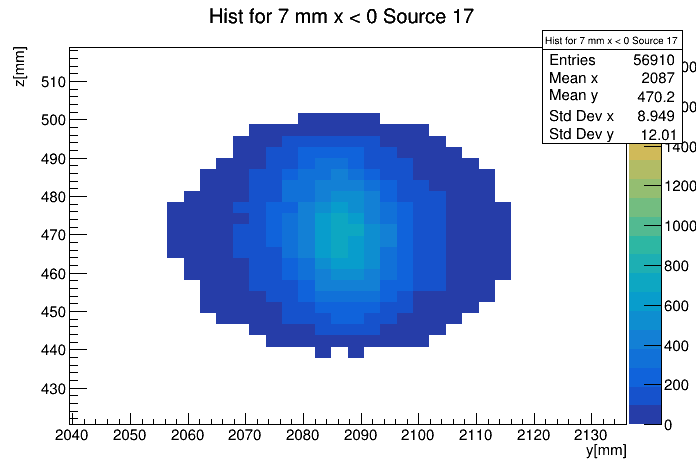 Hist for 7 mm x < 0 Source 17
Hist for 7 mm x < 0 Source 17
Entries 56910
Mean x 2087
Mean y 470.2
Std Dev x 8.949
Std Dev y 12.01
z[mm]
510
500
490
480
470
460
450
440
430
2040 2050 2060 2070 2080 2090 2100 2110 2120 2130
y[mm]
1400
1200
1000
800
600
400
200
0